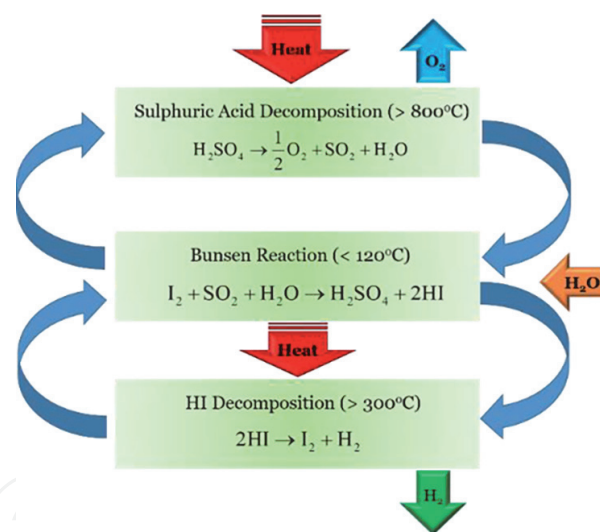 Heat
O₂
Sulphuric Acid Decomposition (> 800°C)
H₂SO₄ → 1/2 O₂ + SO₂ + H₂O
Bunsen Reaction (< 120°C)
I₂ + SO₂ + H₂O → H₂SO₄ + 2HI
H₂O
Heat
HI Decomposition (> 300°C)
2HI → I₂ + H₂
H₂